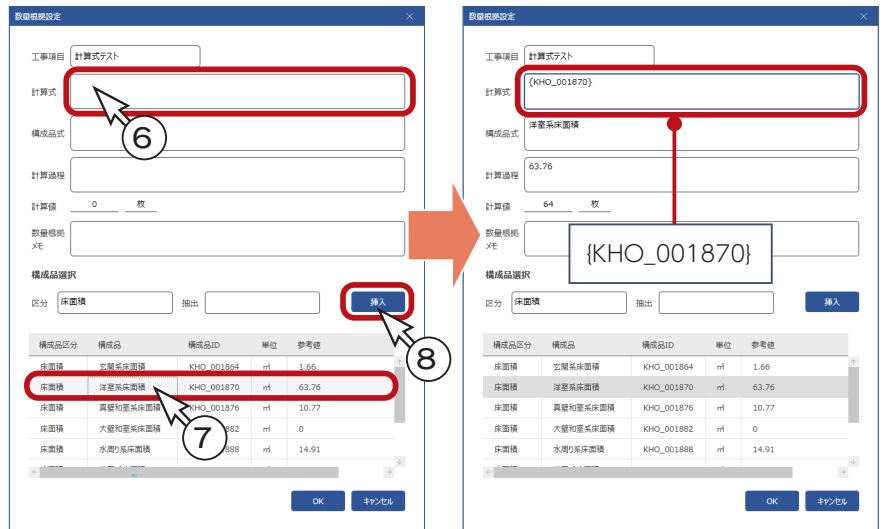 数量根拠設定
工事項目 計算式テスト
計算式
⑥
構成品式
計算過程
計算値 0 枚
数量根拠
メモ
構成品選択
区分 床面積 抽出 挿入
⑧
構成品区分 構成品 構成品ID 単位 参考値
床面積 玄関系床面積 KHO_001864 ㎡ 1.66
床面積 洋室系床面積 KHO_001870 ㎡ 63.76
床面積 真壁和室系床面積 KHO_001876 ㎡ 10.77
床面積 大壁和室系床面積 882 ㎡ 0
⑦
床面積 水周り系床面積 888 ㎡ 14.91
OK キャンセル
数量根拠設定
工事項目 計算式テスト
計算式 {KHO_001870}
構成品式 洋室系床面積
計算過程 63.76
計算値 64 枚
数量根拠
メモ
{KHO_001870}
構成品選択
区分 床面積 抽出 挿入
構成品区分 構成品 構成品ID 単位 参考値
床面積 玄関系床面積 KHO_001864 ㎡ 1.66
床面積 洋室系床面積 KHO_001870 ㎡ 63.76
床面積 真壁和室系床面積 KHO_001876 ㎡ 10.77
床面積 大壁和室系床面積 KHO_001882 ㎡ 0
床面積 水周り系床面積 KHO_001888 ㎡ 14.91
OK キャンセル